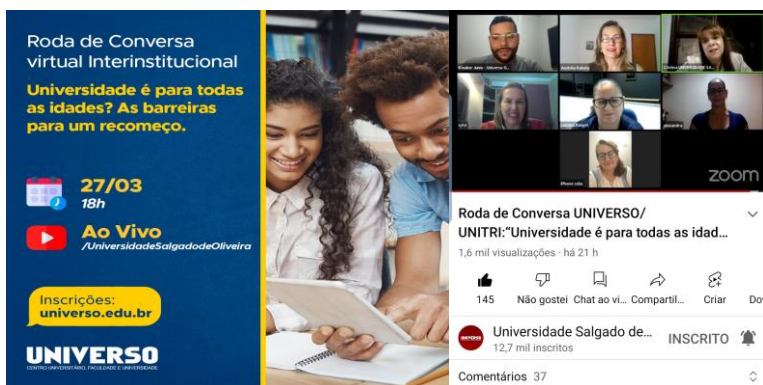 Roda de Conversa
virtual Interinstitucional
Universidade é para todas
as idades? As barreiras
para um recomeço.
27/03
18h
Ao Vivo
/UniversidadeSalgadodeOliveira
Inscrições:
universo.edu.br
UNIVERSO
CENTRO UNIVERSITÁRIO, FACULDADE E UNIVERSIDADE
zoom
Roda de Conversa UNIVERSO/
UNITRI:“Universidade é para todas as idad...
1,6 mil visualizações · há 21 h
145
Não gostei
Chat ao vi...
Compartil...
Criar
Dow
Universidade Salgado de...
INSCRITO
12,7 mil inscritos
Comentários 37